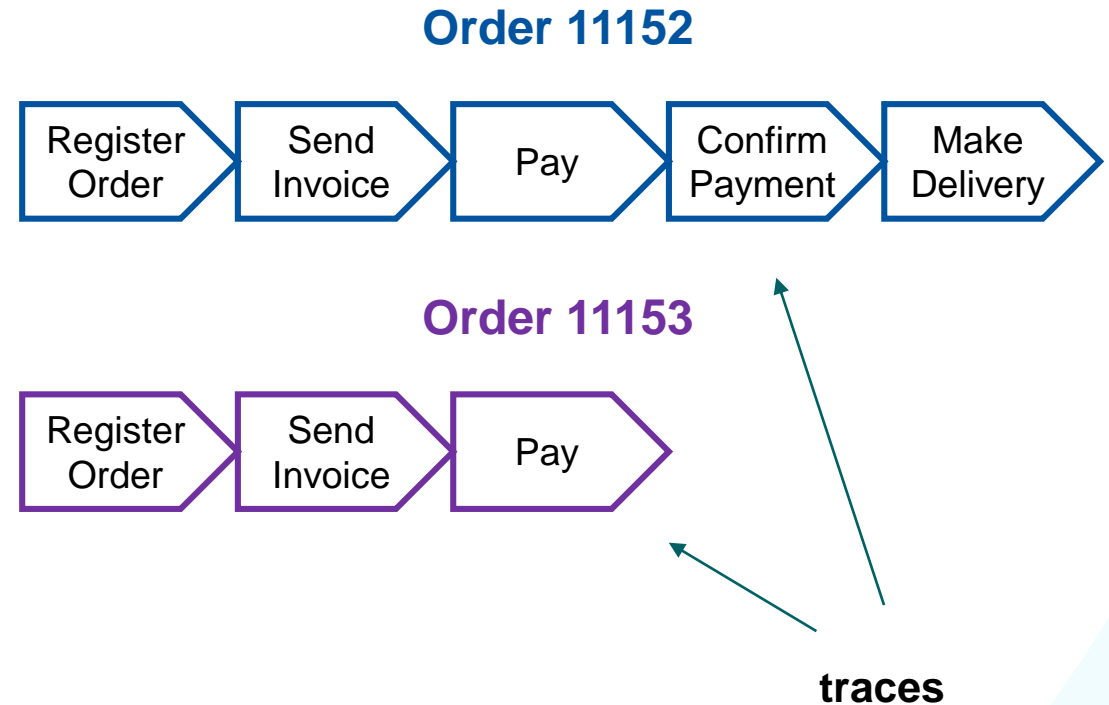 Order 11152
Register
Order
Send
Invoice
Pay
Confirm
Payment
Make
Delivery
Order 11153
Register
Order
Send
Invoice
Pay
traces